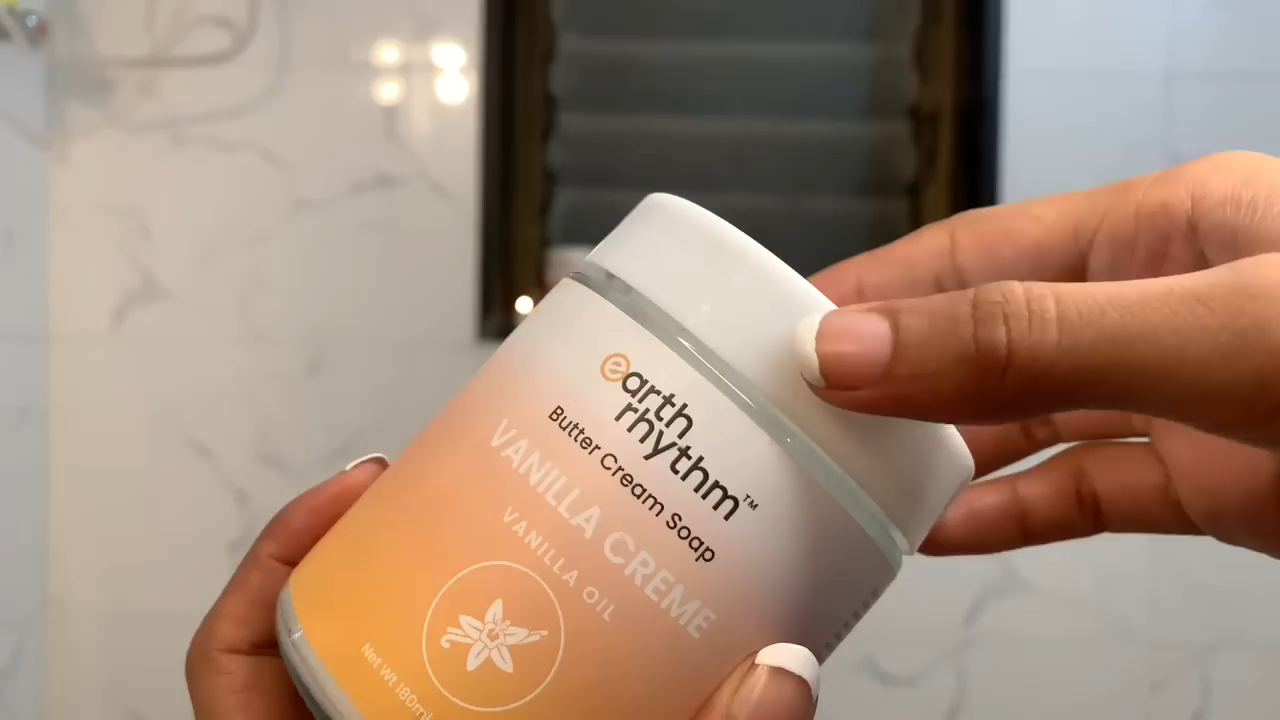 earth
rhythm™
Butter Cream Soap
VANILLA CREME
VANILLA OIL
Net Wt 180ml